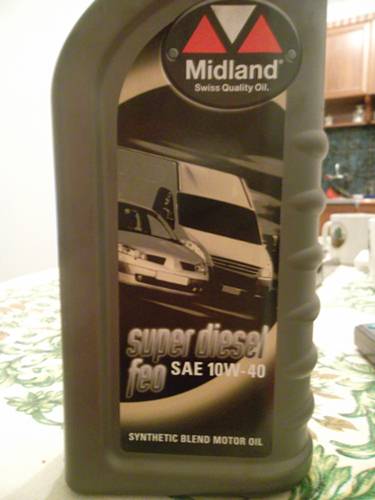 Midland®
Swiss Quality Oil.
super diesel
feo SAE 10W-40
SYNTHETIC BLEND MOTOR OIL